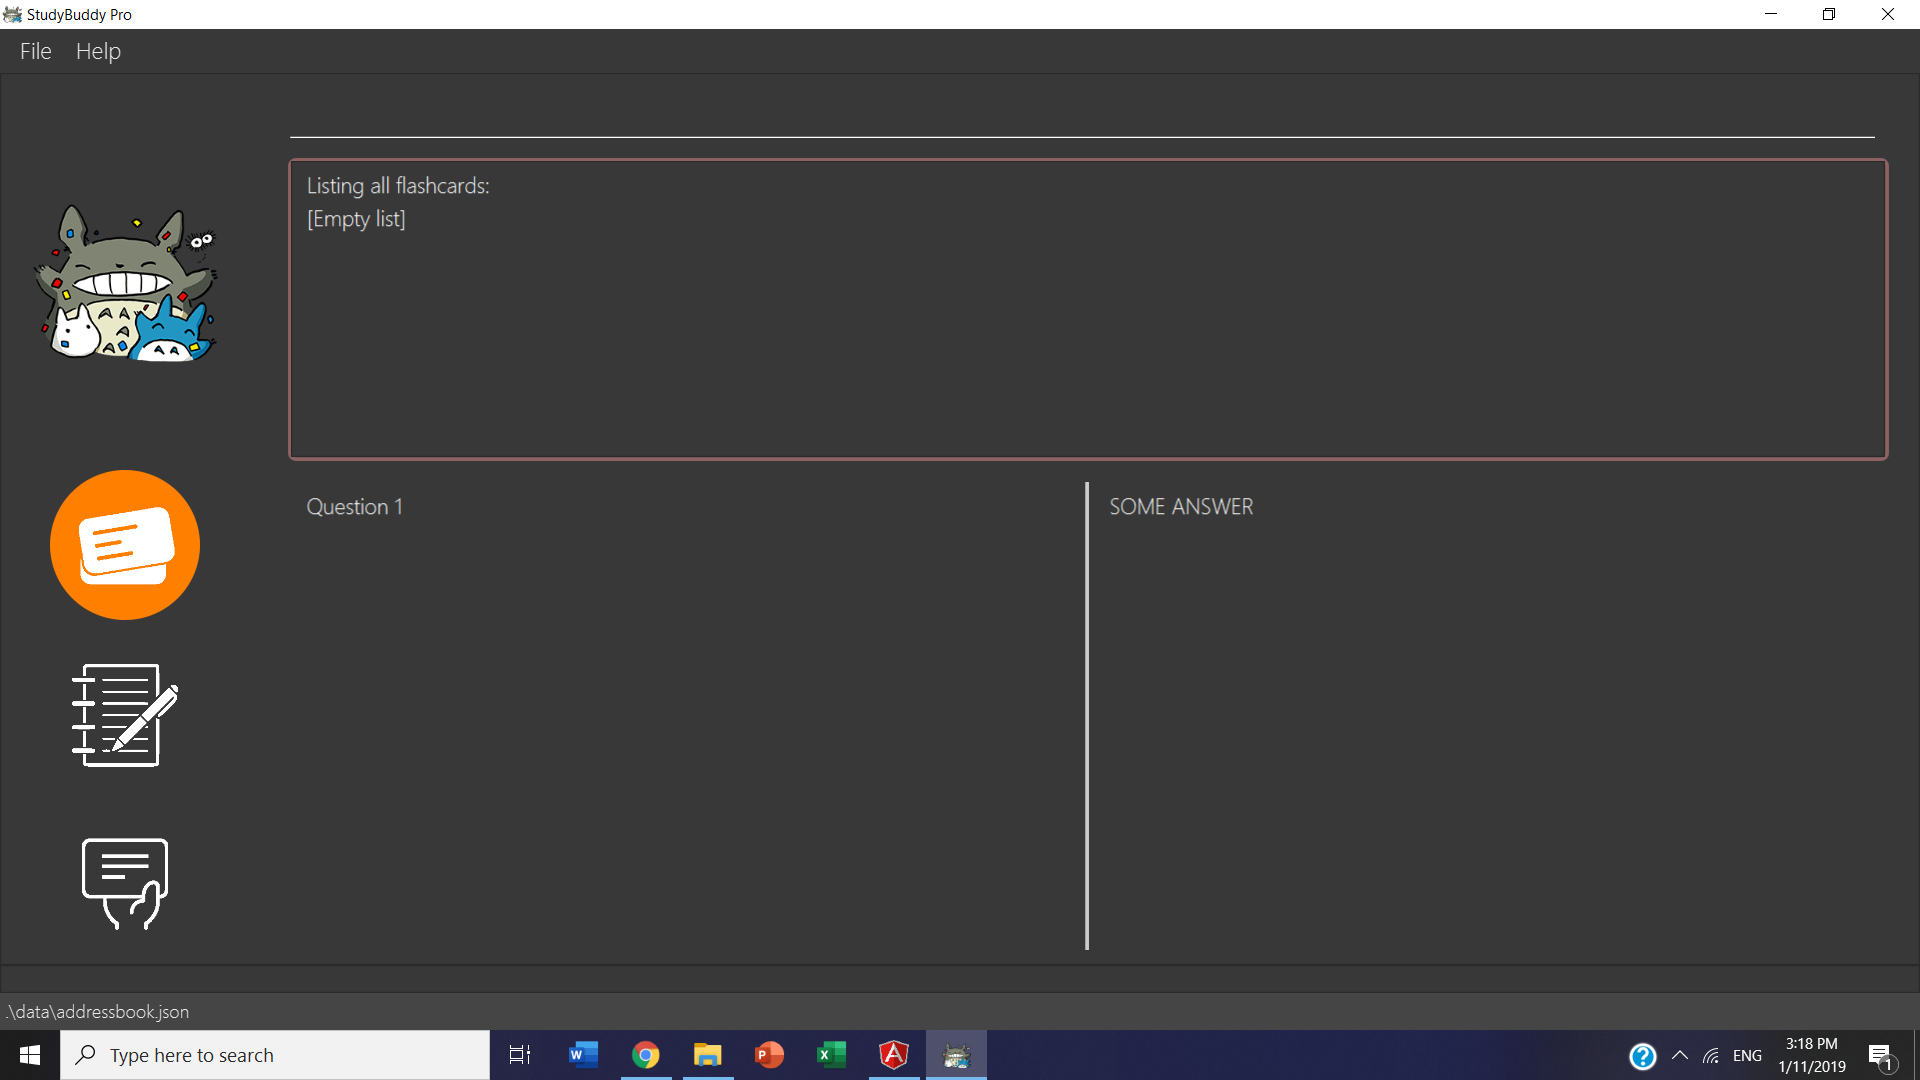 StudyBuddy Pro
File Help
Listing all flashcards:
[Empty list]
Question 1
SOME ANSWER
.\data\addressbook.json
Type here to search
W
P
X
A
?
ENG
3:18 PM
1/11/2019
1